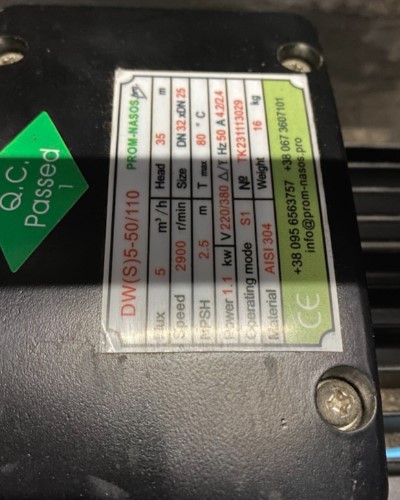 Q.C.
Passed
1
DW(S)5-50/110 PROM-NASOS.pro
Flux 5 m³/h Head 35 m
Speed 2900 r/min Size DN 32 xDN 25
NPSH 2.5 m T max 80 °C
Power 1.1 kw V 220/380 Δ/Y Hz 50 A 4.2/2.4
Operating mode S1 № TK231113029
Material AISI 304 Weight 16 kg
CE +38 095 6563757 +38 067 3607101
info@prom-nasos.pro